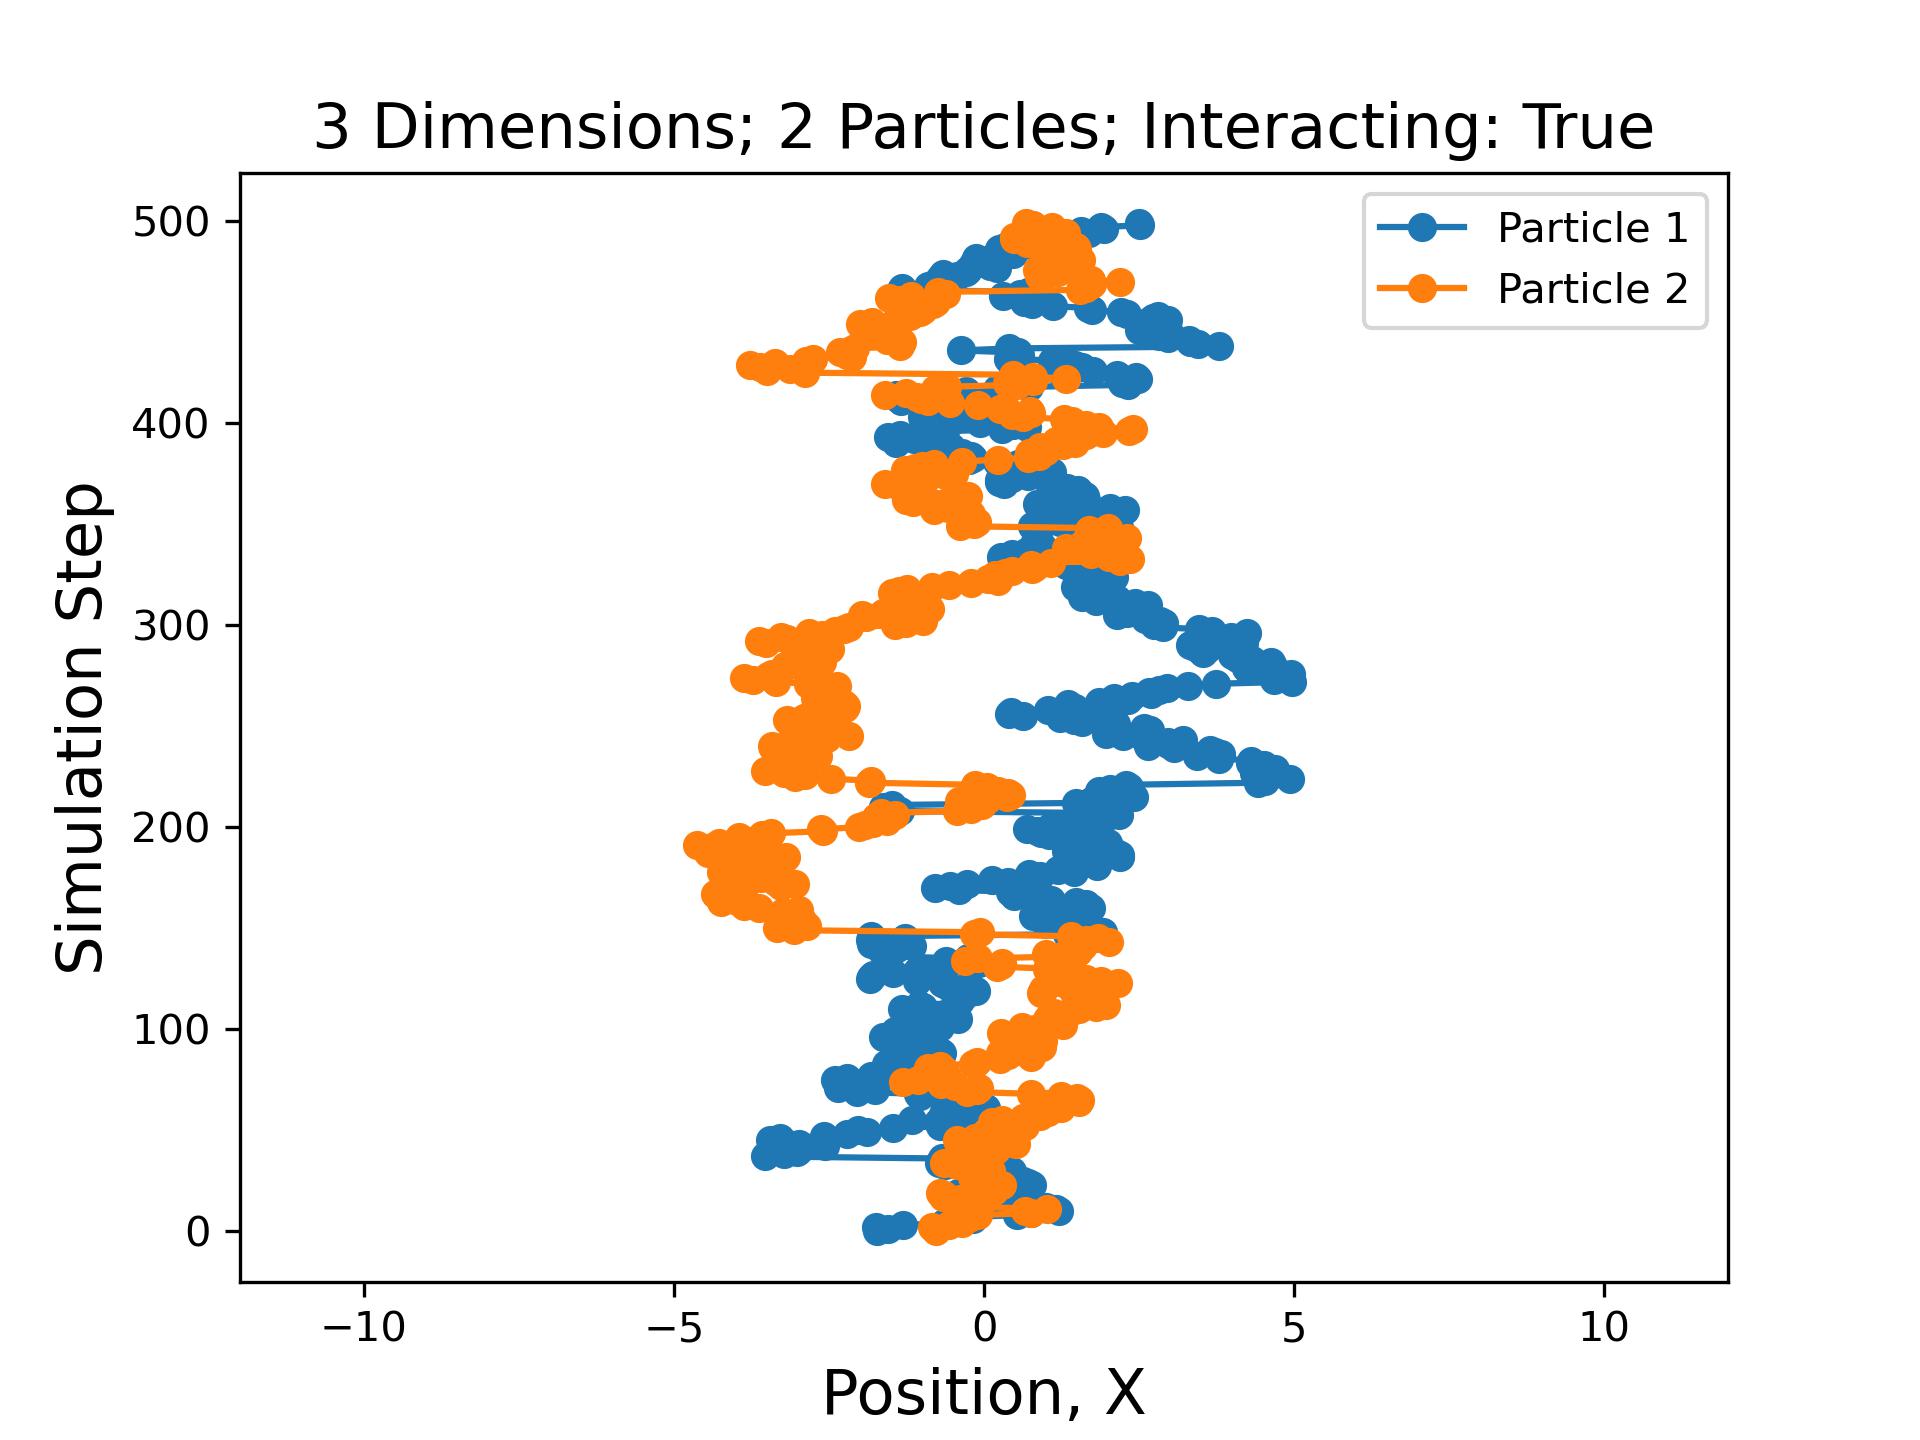 3 Dimensions; 2 Particles; Interacting: True
Particle 1
Particle 2
Simulation Step
500
400
300
200
100
0
−10
−5
0
5
10
Position, X